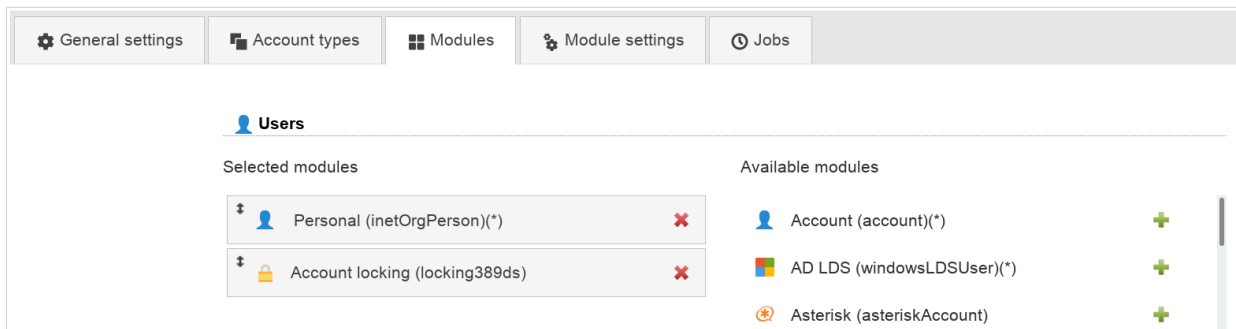 General settings
Account types
Modules
Module settings
Jobs
Users
Selected modules
Available modules
Personal (inetOrgPerson)(*)
Account (account)(*)
Account locking (locking389ds)
AD LDS (windowsLDSUser)(*)
Asterisk (asteriskAccount)